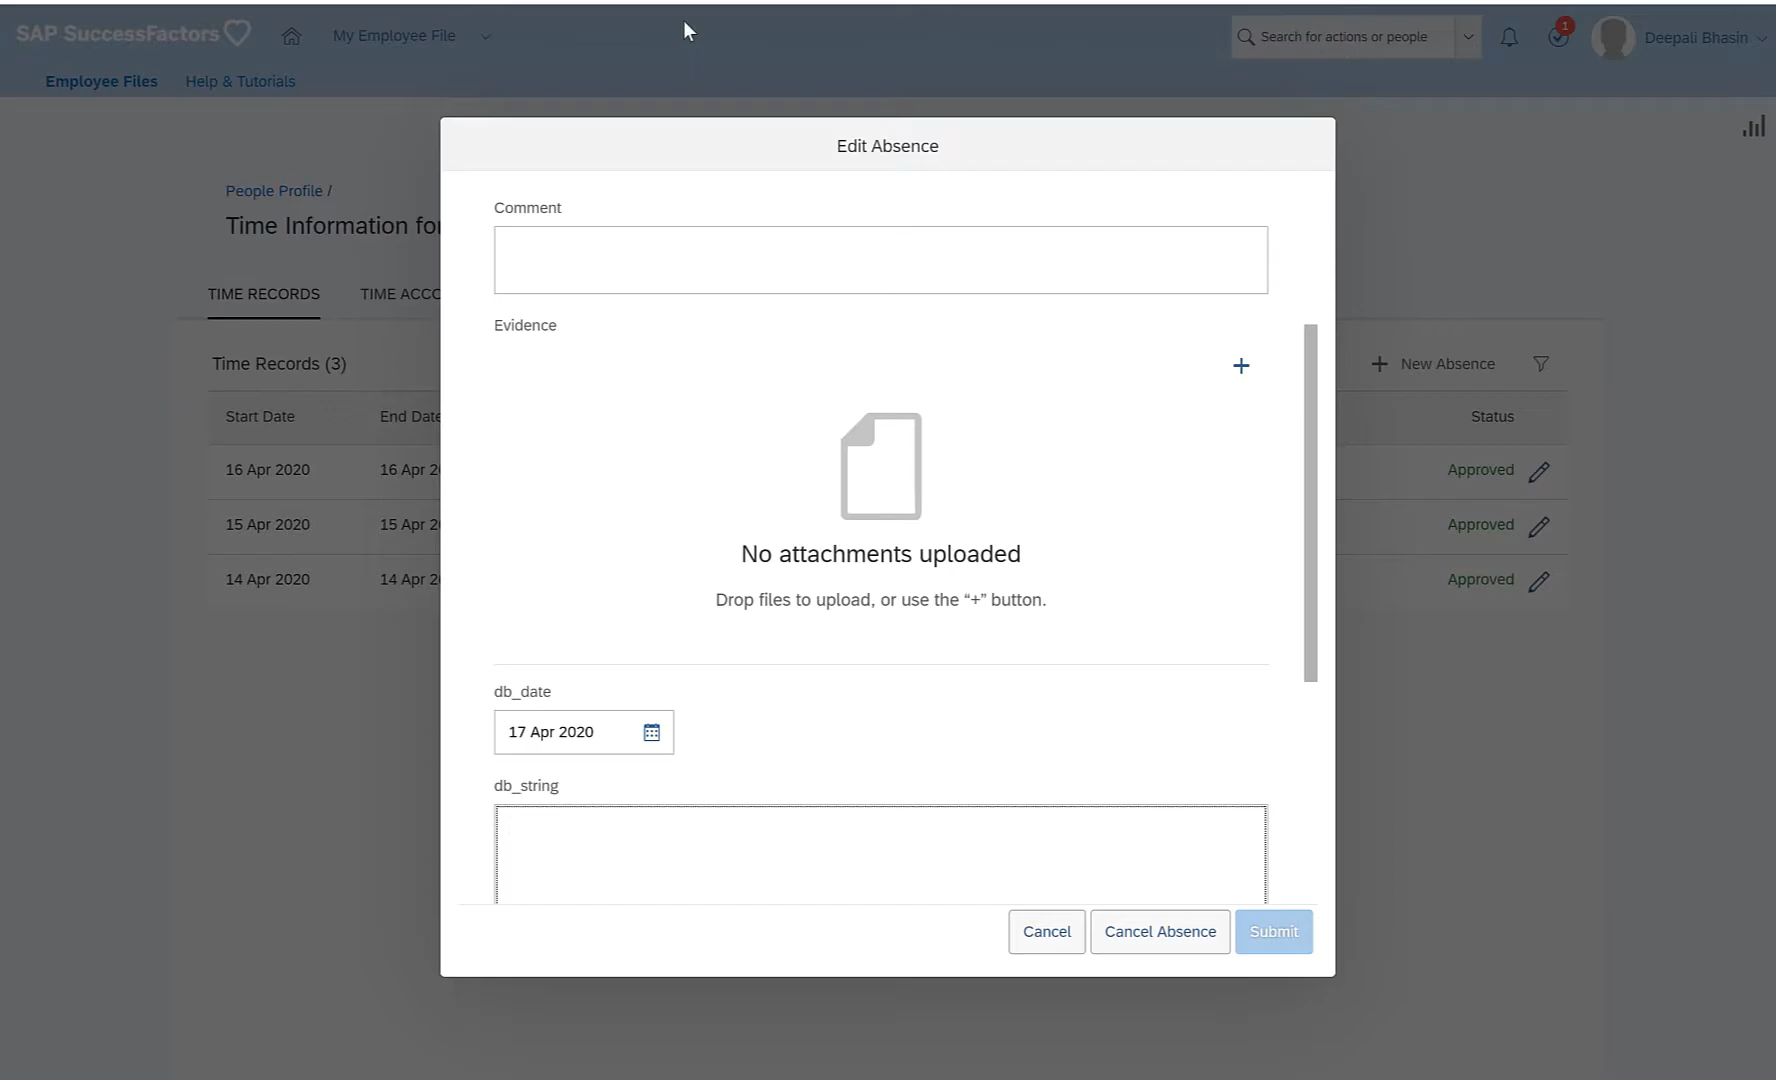 SAP SuccessFactors
My Employee File
Search for actions or people
1
Deepali Bhasin
Employee Files
Help & Tutorials
Edit Absence
People Profile /
Time Information for
TIME RECORDS
TIME ACCO
Comment
Evidence
+
Time Records (3)
+ New Absence
Start Date
End Date
Status
16 Apr 2020
16 Apr 2
Approved
15 Apr 2020
15 Apr 2
Approved
14 Apr 2020
14 Apr 2
Approved
No attachments uploaded
Drop files to upload, or use the “+” button.
db_date
17 Apr 2020
db_string
Cancel
Cancel Absence
Submit